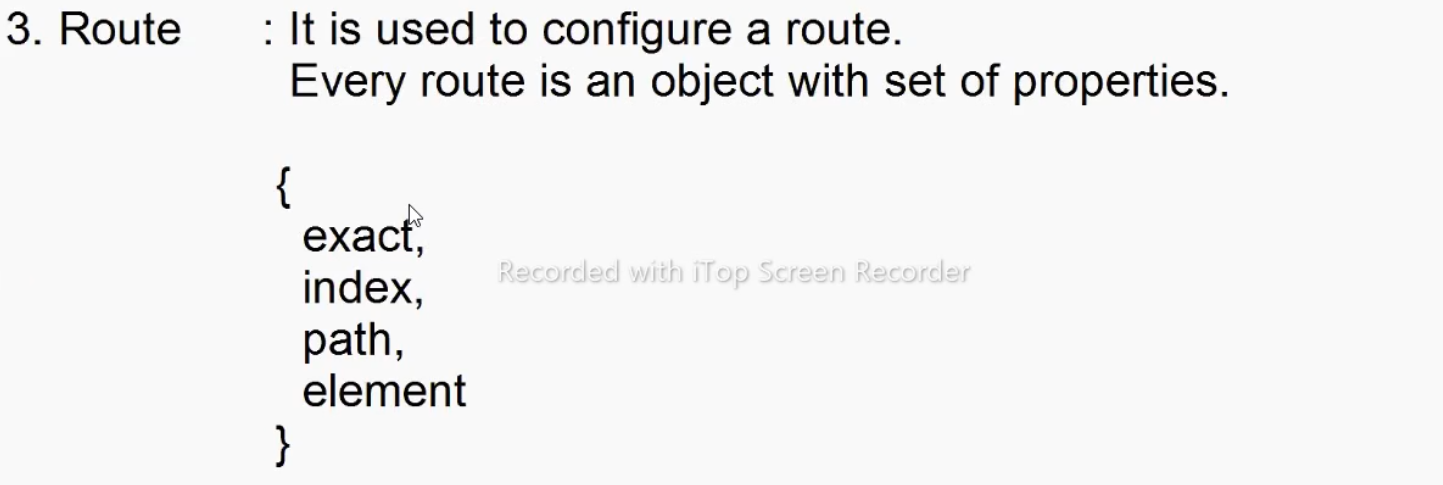 3. Route : It is used to configure a route.
Every route is an object with set of properties.
{
exact,
Recorded with iTop Screen Recorder
index,
path,
element
}